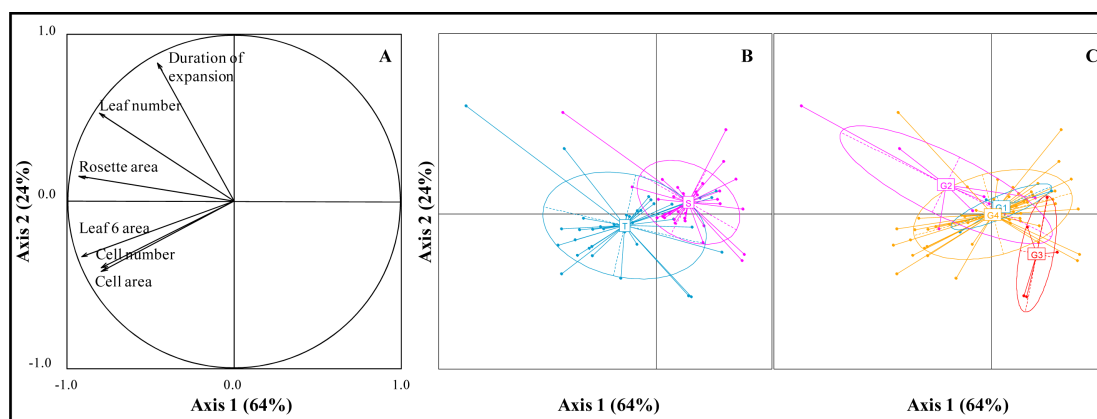 1.0
A
Duration of
expansion
Leaf number
Rosette area
0.0
Leaf 6 area
Cell number
Cell area
-1.0
-1.0
0.0
1.0
Axis 2 (24%)
Axis 1 (64%)
B
S
T
Axis 2 (24%)
Axis 1 (64%)
C
G2
G1
G4
G3
Axis 1 (64%)